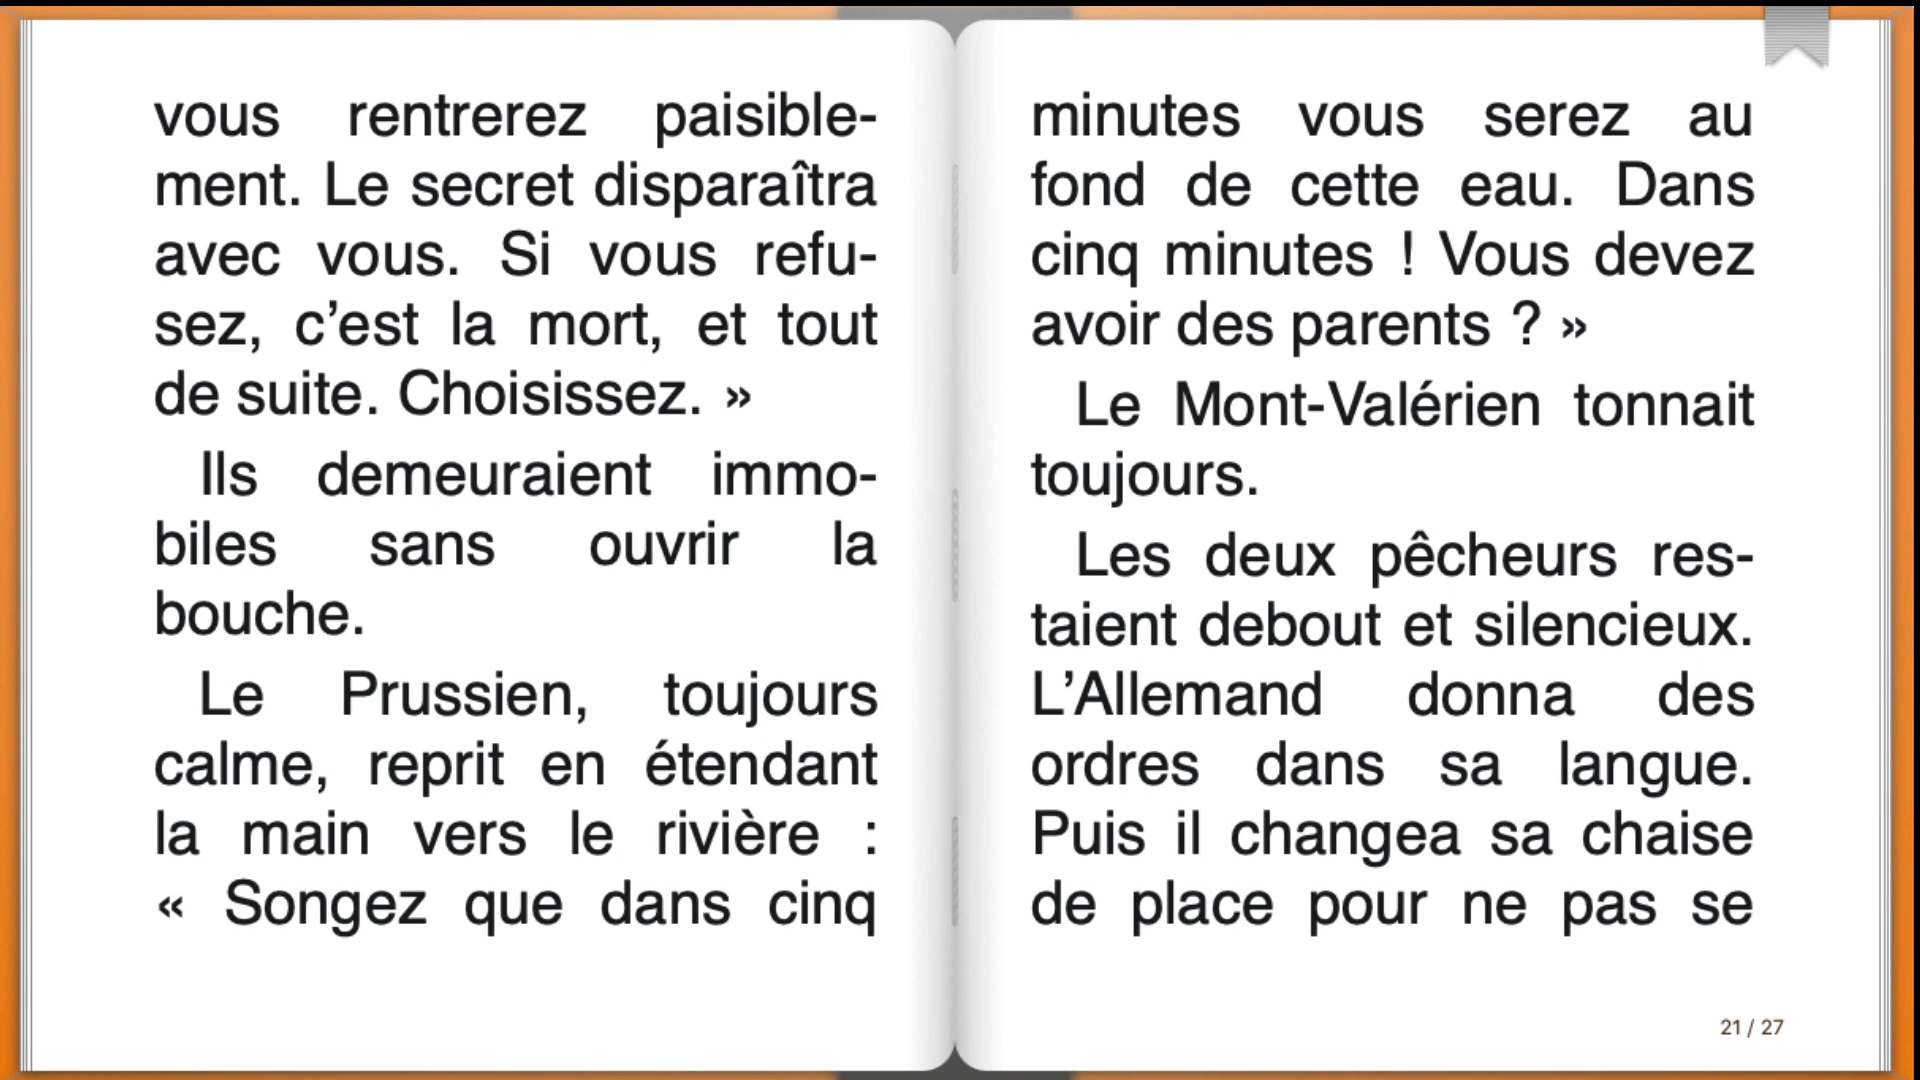 vous rentrerez paisible-
ment. Le secret disparaîtra
avec vous. Si vous refu-
sez, c’est la mort, et tout
de suite. Choisissez. »
Ils demeuraient immo-
biles sans ouvrir la
bouche.
Le Prussien, toujours
calme, reprit en étendant
la main vers le rivière :
« Songez que dans cinq
minutes vous serez au
fond de cette eau. Dans
cinq minutes ! Vous devez
avoir des parents ? »
Le Mont-Valérien tonnait
toujours.
Les deux pêcheurs res-
taient debout et silencieux.
L’Allemand donna des
ordres dans sa langue.
Puis il changea sa chaise
de place pour ne pas se
21 / 27